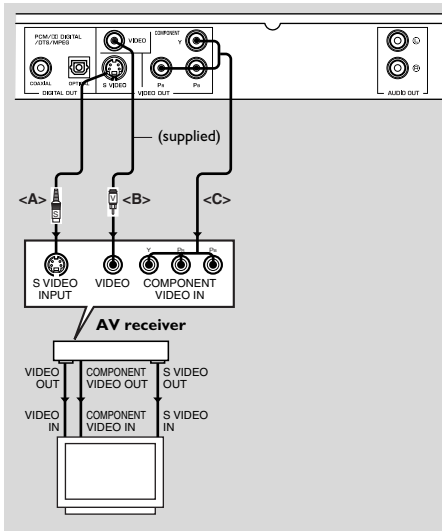 PCM/DD DIGITAL
/DTS/MPEG
COAXIAL
OPTICAL
DIGITAL OUT
VIDEO
S VIDEO
COMPONENT
Y
PB
PR
VIDEO OUT
L
R
AUDIO OUT
(supplied)
<A>
S
V
<B>
<C>
S VIDEO
INPUT
VIDEO
Y
PB
PR
COMPONENT
VIDEO IN
AV receiver
VIDEO
OUT
COMPONENT
VIDEO OUT
S VIDEO
OUT
VIDEO
IN
COMPONENT
VIDEO IN
S VIDEO
IN